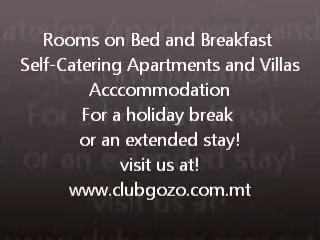 Rooms on Bed and Breakfast
Self-Catering Apartments and Villas
Acccommodation
For a holiday break
or an extended stay!
visit us at!
www.clubgozo.com.mt